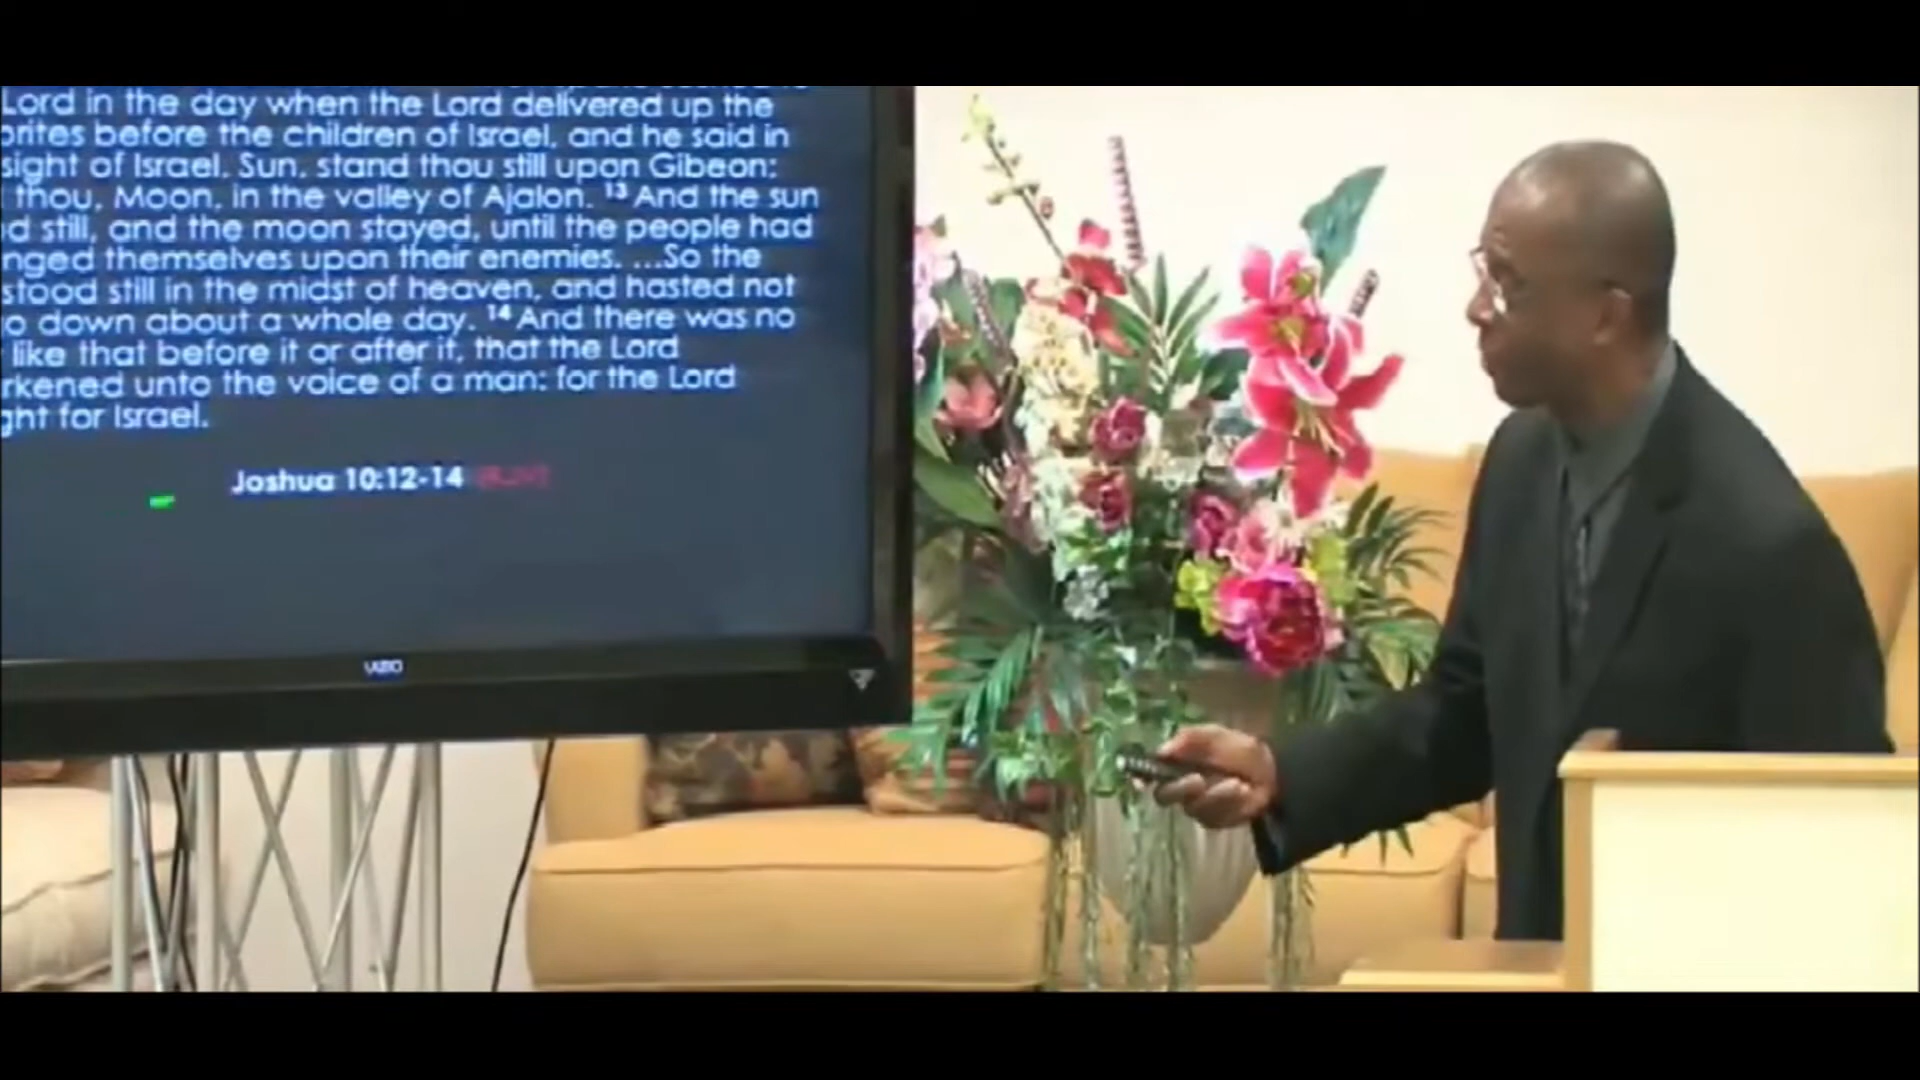 Lord in the day when the Lord delivered up the
orites before the children of Israel, and he said in
sight of Israel, Sun, stand thou still upon Gibeon;
thou, Moon, in the valley of Ajalon. 13 And the sun
d still, and the moon stayed, until the people had
nged themselves upon their enemies. ...So the
stood still in the midst of heaven, and hasted not
o down about a whole day. 14 And there was no
like that before it or after it, that the Lord
rkened unto the voice of a man: for the Lord
ght for Israel.
Joshua 10:12-14
VIZIO